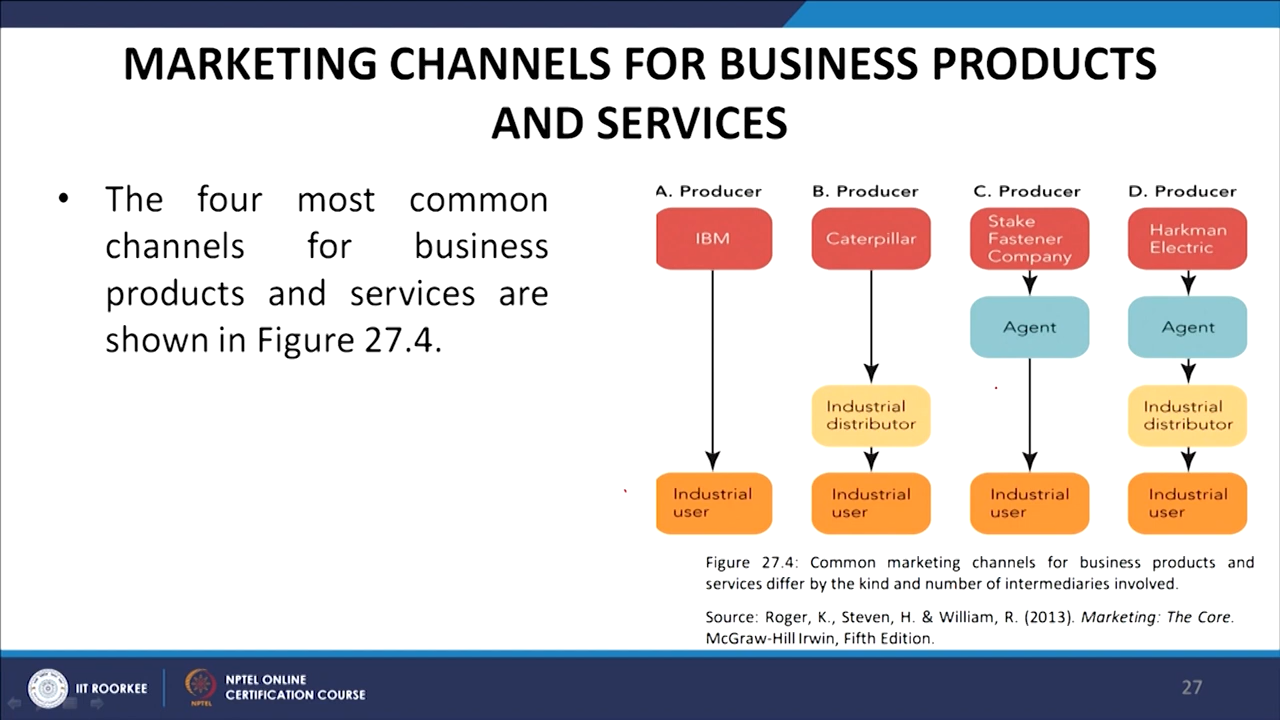 MARKETING CHANNELS FOR BUSINESS PRODUCTS
AND SERVICES
• The four most common
channels for business
products and services are
shown in Figure 27.4.
A. Producer
IBM
Industrial
user
B. Producer
Caterpillar
Industrial
distributor
Industrial
user
C. Producer
Stake
Fastener
Company
Agent
Industrial
user
D. Producer
Harkman
Electric
Agent
Industrial
distributor
Industrial
user
Figure 27.4: Common marketing channels for business products and
services differ by the kind and number of intermediaries involved.
Source: Roger, K., Steven, H. & William, R. (2013). Marketing: The Core.
McGraw-Hill Irwin, Fifth Edition.
IIT ROORKEE
NPTEL
NPTEL ONLINE
CERTIFICATION COURSE
27